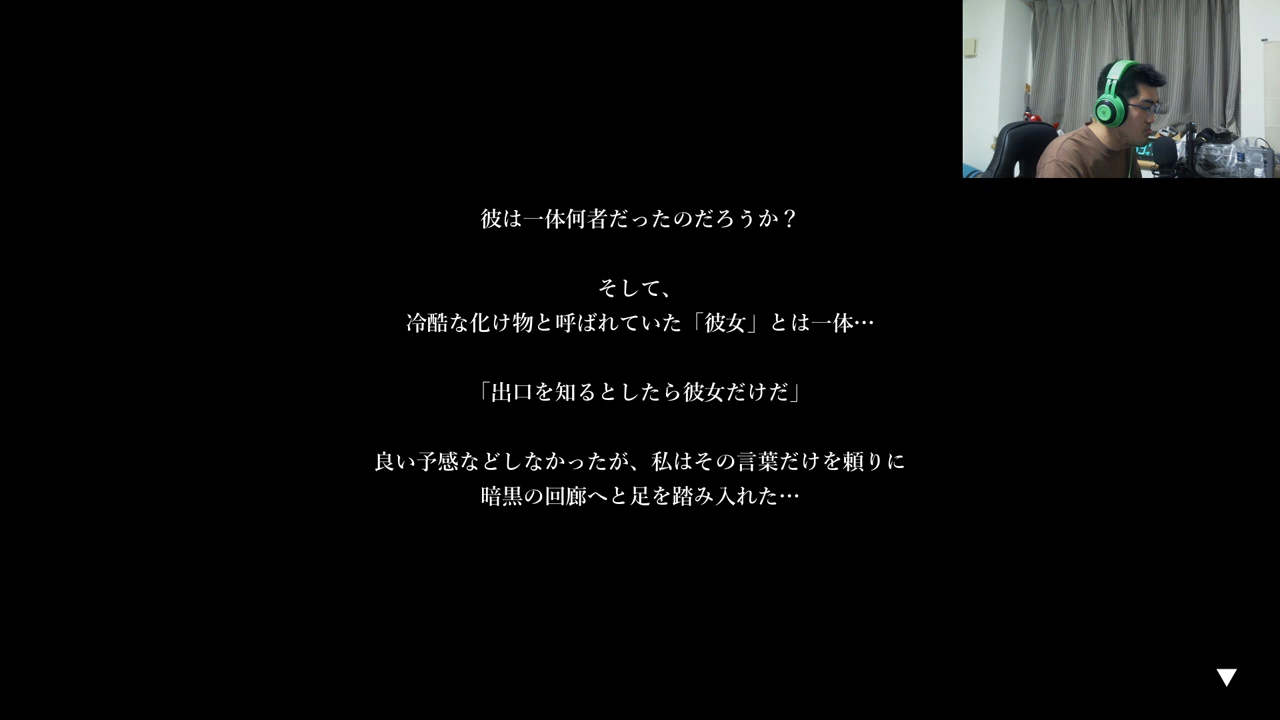 彼は一体何者だったのだろうか？
そして、
冷酷な化け物と呼ばれていた「彼女」とは一体…
「出口を知るとしたら彼女だけだ」
良い予感などしなかったが、私はその言葉だけを頼りに
暗黒の回廊へと足を踏み入れた…